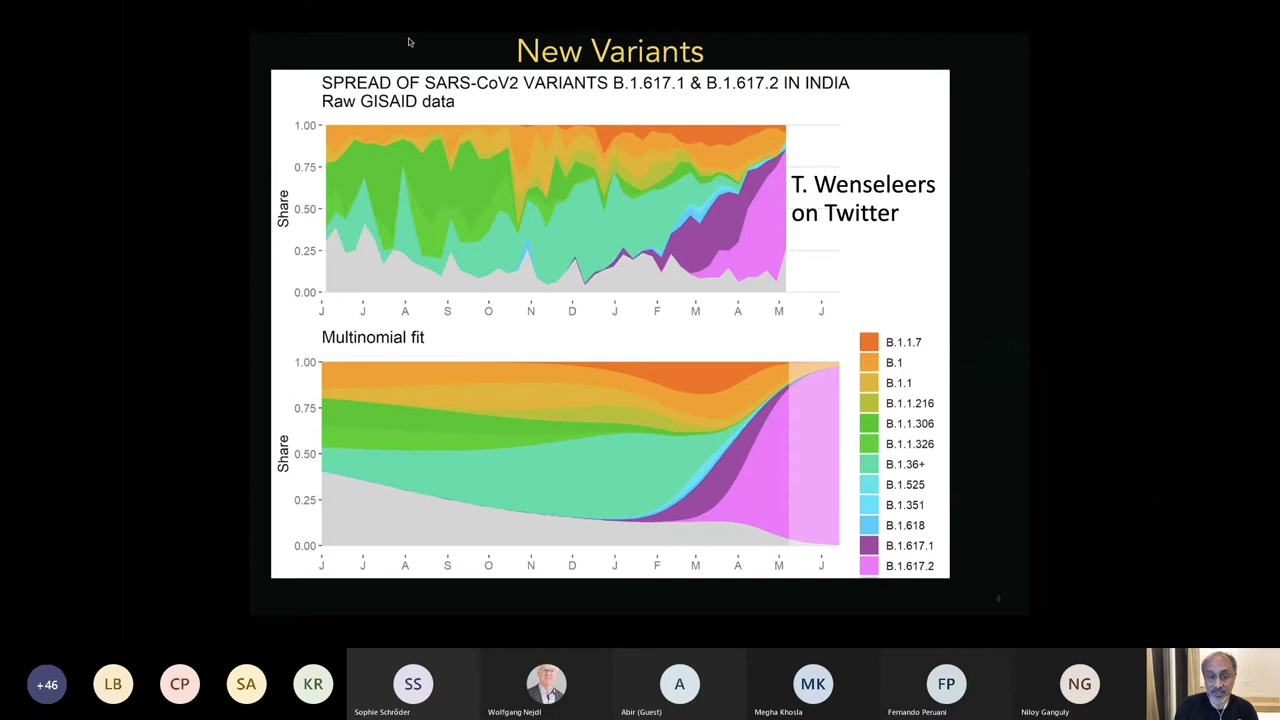 New Variants
SPREAD OF SARS-CoV2 VARIANTS B.1.617.1 & B.1.617.2 IN INDIA
Raw GISAID data
1.00
0.75
0.50
0.25
0.00
Share
J J A S O N D J F M A M J
T. Wenseleers
on Twitter
Multinomial fit
1.00
0.75
0.50
0.25
0.00
Share
J J A S O N D J F M A M J
B.1.1.7
B.1
B.1.1
B.1.1.216
B.1.1.306
B.1.1.326
B.1.36+
B.1.525
B.1.351
B.1.618
B.1.617.1
B.1.617.2
4
+46
LB
CP
SA
KR
SS
Sophie Schröder
Wolfgang Nejdl
A
Abir (Guest)
MK
Megha Khosla
FP
Fernando Peruani
NG
Niloy Ganguly